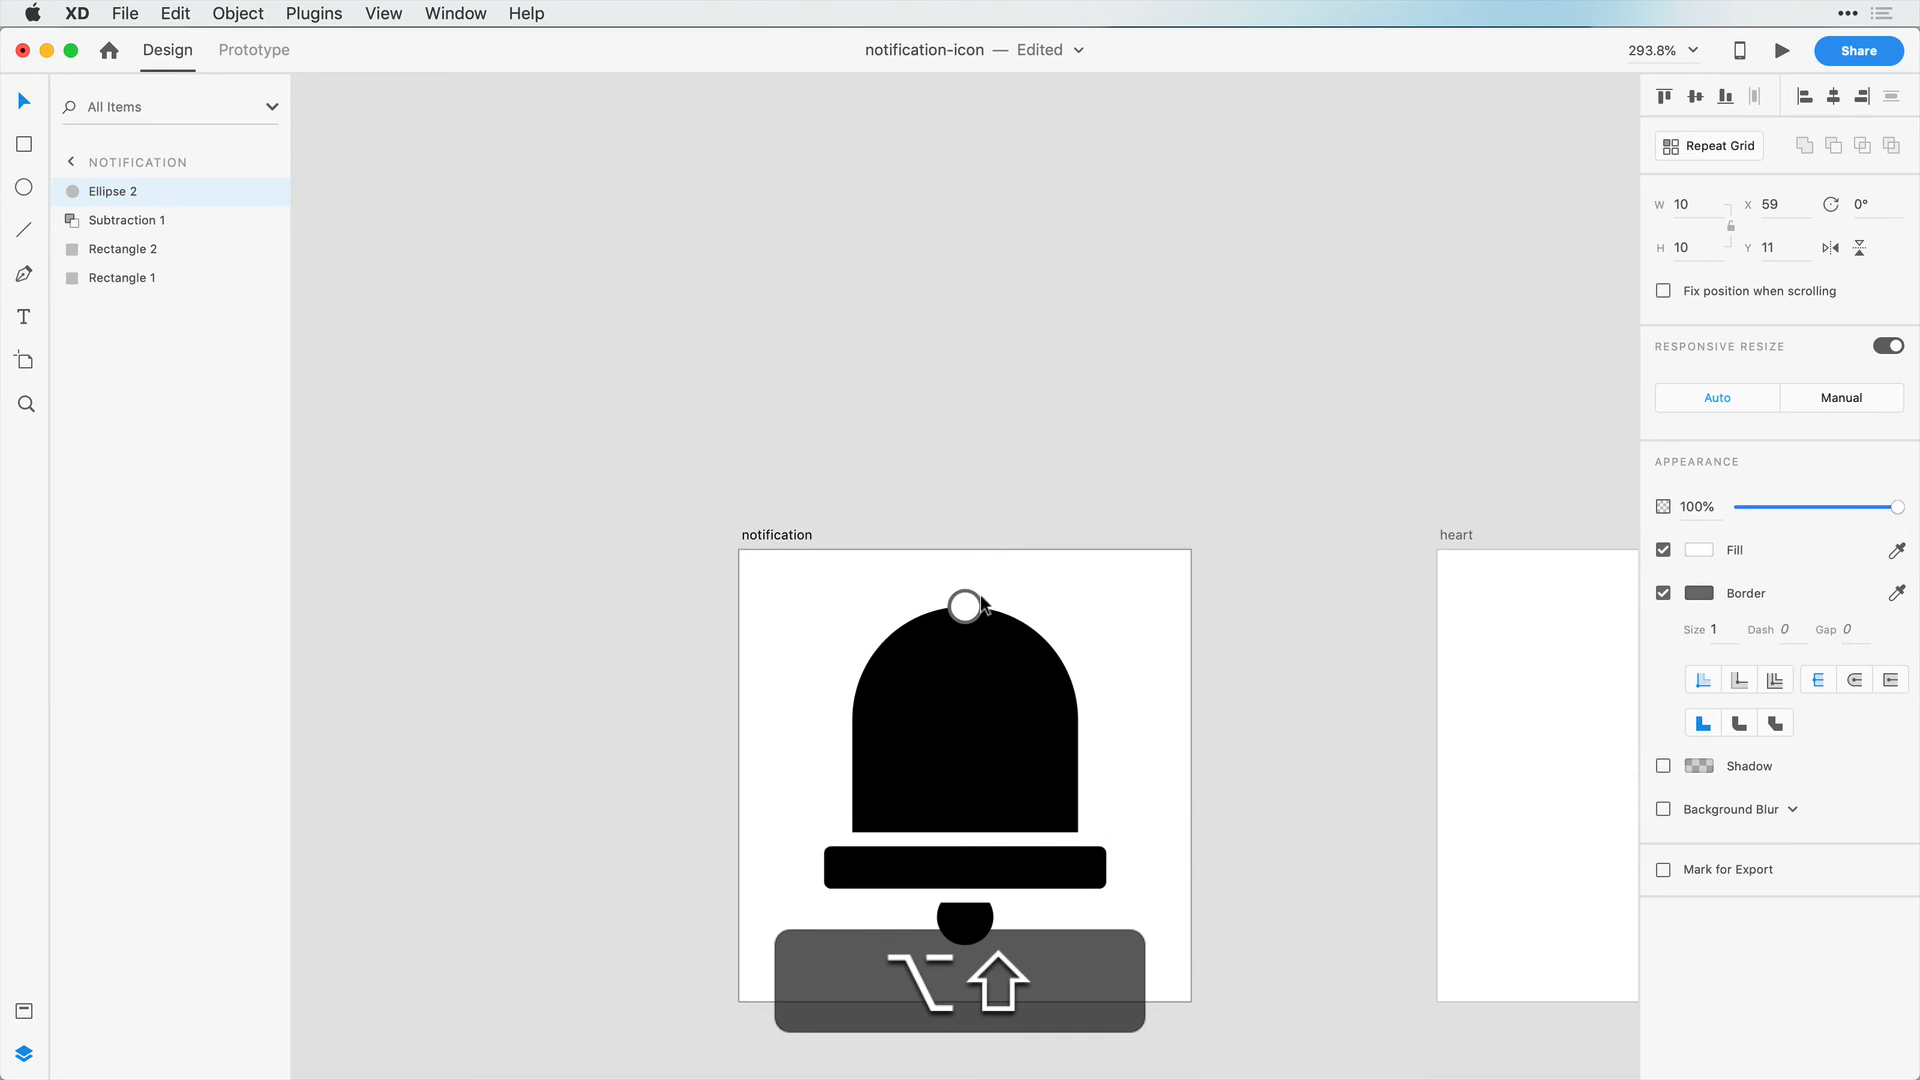 XD File Edit Object Plugins View Window Help
Design Prototype notification-icon — Edited 293.8% Share
All Items
NOTIFICATION
Ellipse 2
Subtraction 1
Rectangle 2
Rectangle 1
notification
heart
Repeat Grid
W 10 X 59 0°
H 10 Y 11
Fix position when scrolling
RESPONSIVE RESIZE
Auto Manual
APPEARANCE
100%
Fill
Border
Size 1 Dash 0 Gap 0
Shadow
Background Blur
Mark for Export